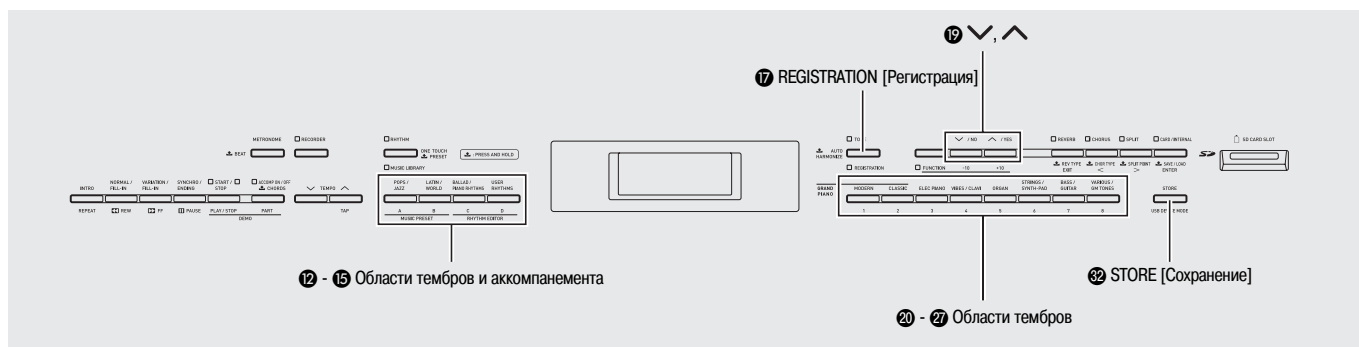 ⓳ ∨, ∧
⓱ REGISTRATION [Регистрация]
METRONOME
RECORDER
RHYTHM
BEAT
ONE TOUCH
PRESET
: PRESS AND HOLD
MUSIC LIBRARY
AUTO
HARMONIZE
∨ / NO
∧ / YES
REVERB
CHORUS
SPLIT
CARD / INTERNAL
SD CARD SLOT
REGISTRATION
FUNCTION
-10
+10
REV TYPE
EXIT
CHOR TYPE
<
SPLIT POINT
>
SAVE / LOAD
ENTER
INTRO
NORMAL /
FILL-IN
VARIATION /
FILL-IN
SYNCHRO /
ENDING
START /
STOP
ACCOMP ON / OFF
CHORDS
∨ TEMPO ∧
POPS /
JAZZ
LATIN /
WORLD
BALLAD /
PIANO RHYTHMS
USER
RHYTHMS
GRAND
PIANO
MODERN
CLASSIC
ELEC PIANO
VIBES / CLAVI
ORGAN
STRINGS /
SYNTH-PAD
BASS /
GUITAR
VARIOUS /
GM TONES
STORE
REPEAT
REW
FF
PAUSE
PLAY / STOP
PART
DEMO
TAP
A B C D
MUSIC PRESET
RHYTHM EDITOR
1 2 3 4 5 6 7 8
⓬ - ⓯ Области тембров и аккомпанемента
⓴ - ㉗ Области тембров
㉜ STORE [Сохранение]